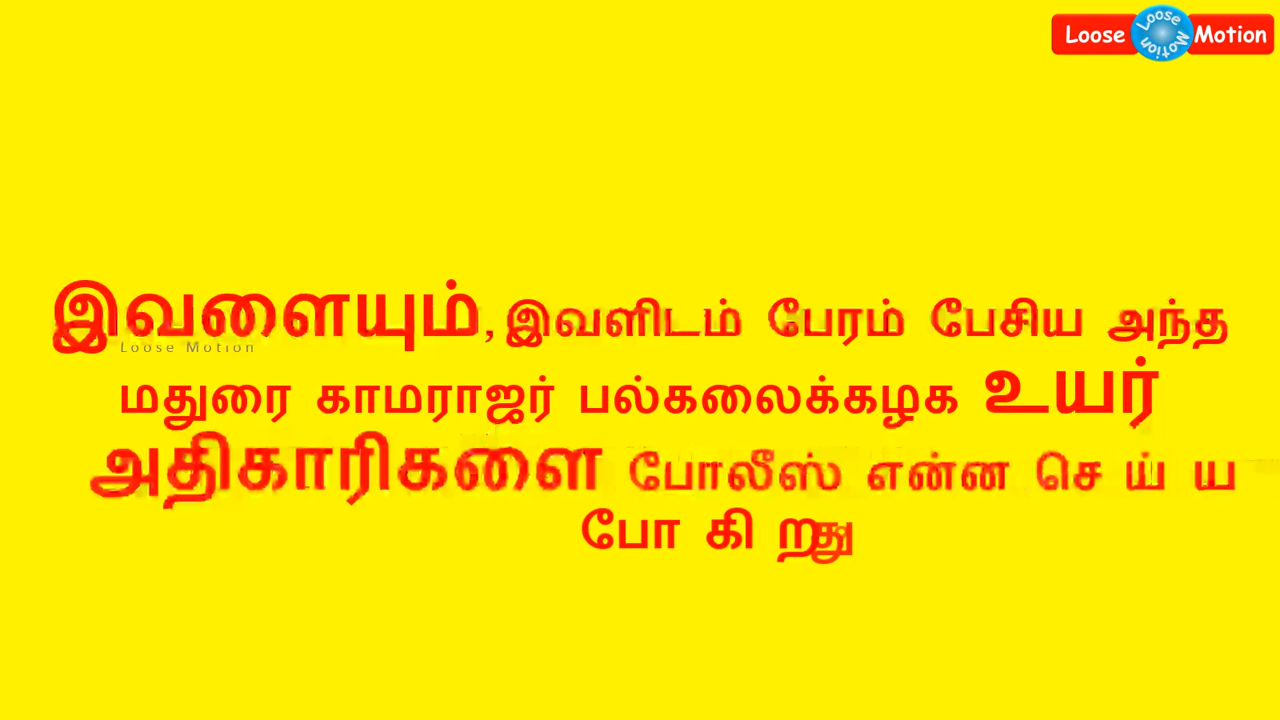 Loose Loose Motion Motion
இவளையும், இவளிடம் பேரம் பேசிய அந்த
Loose Motion
மதுரை காமராஜர் பல்கலைக்கழக உயர்
அதிகாரிகளை போலீஸ் என்ன செய்ய
போகிறது